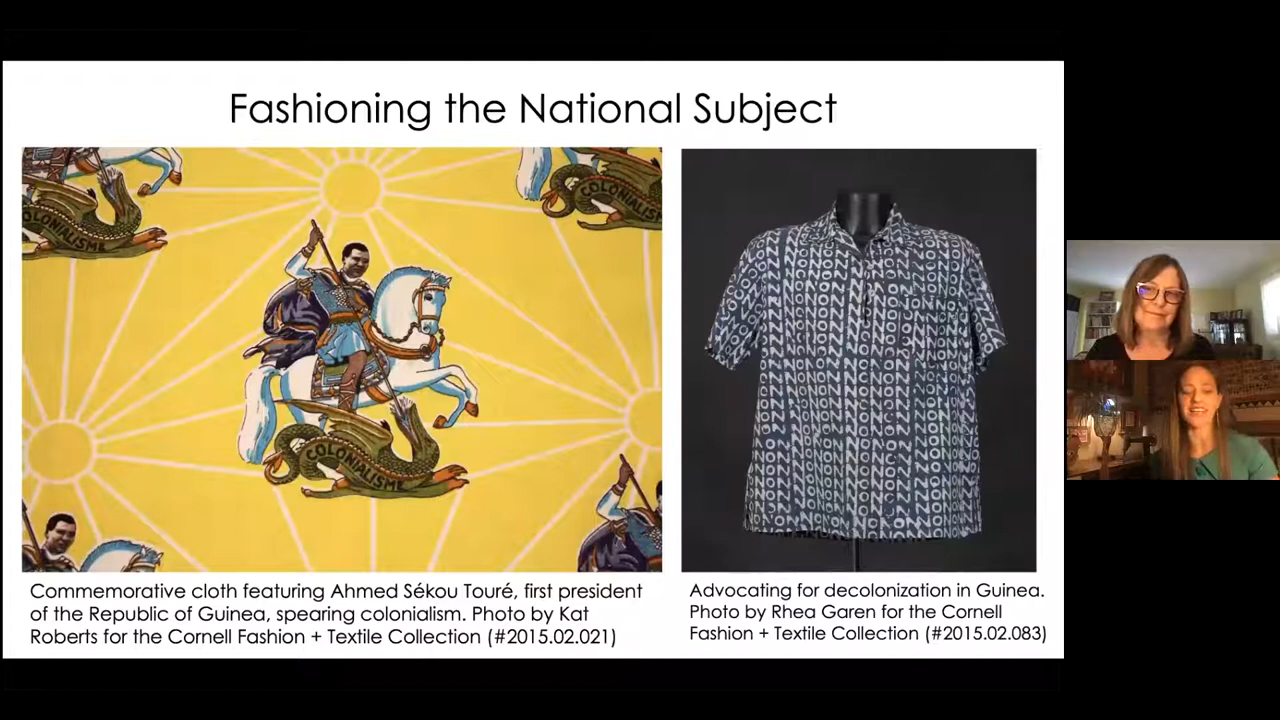 Fashioning the National Subject
COLONIALISME
COLONIALISME
COLONIALISME
Commemorative cloth featuring Ahmed Sékou Touré, first president
of the Republic of Guinea, spearing colonialism. Photo by Kat
Roberts for the Cornell Fashion + Textile Collection (#2015.02.021)
NON
Advocating for decolonization in Guinea.
Photo by Rhea Garen for the Cornell
Fashion + Textile Collection (#2015.02.083)